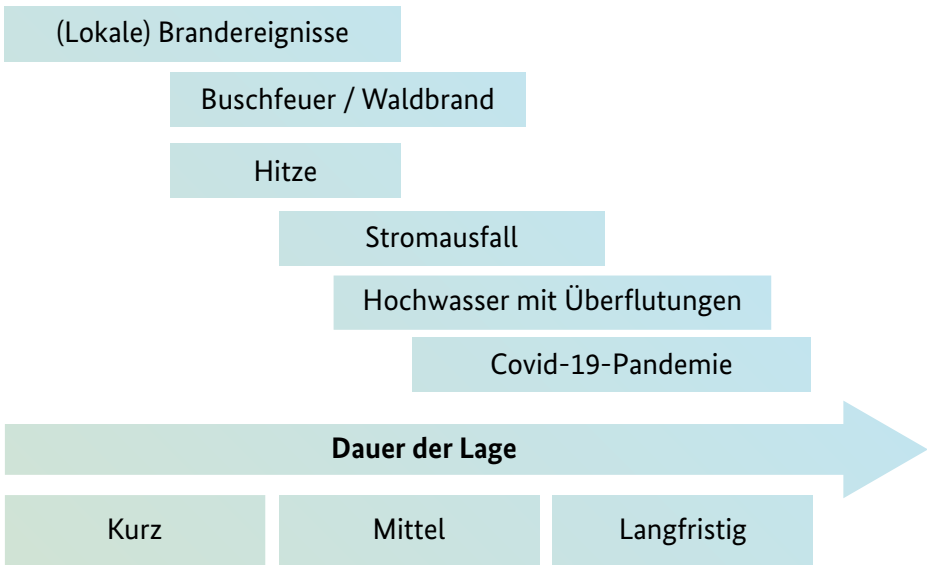 (Lokale) Brandereignisse
Buschfeuer / Waldbrand
Hitze
Stromausfall
Hochwasser mit Überflutungen
Covid-19-Pandemie
Dauer der Lage
Kurz
Mittel
Langfristig